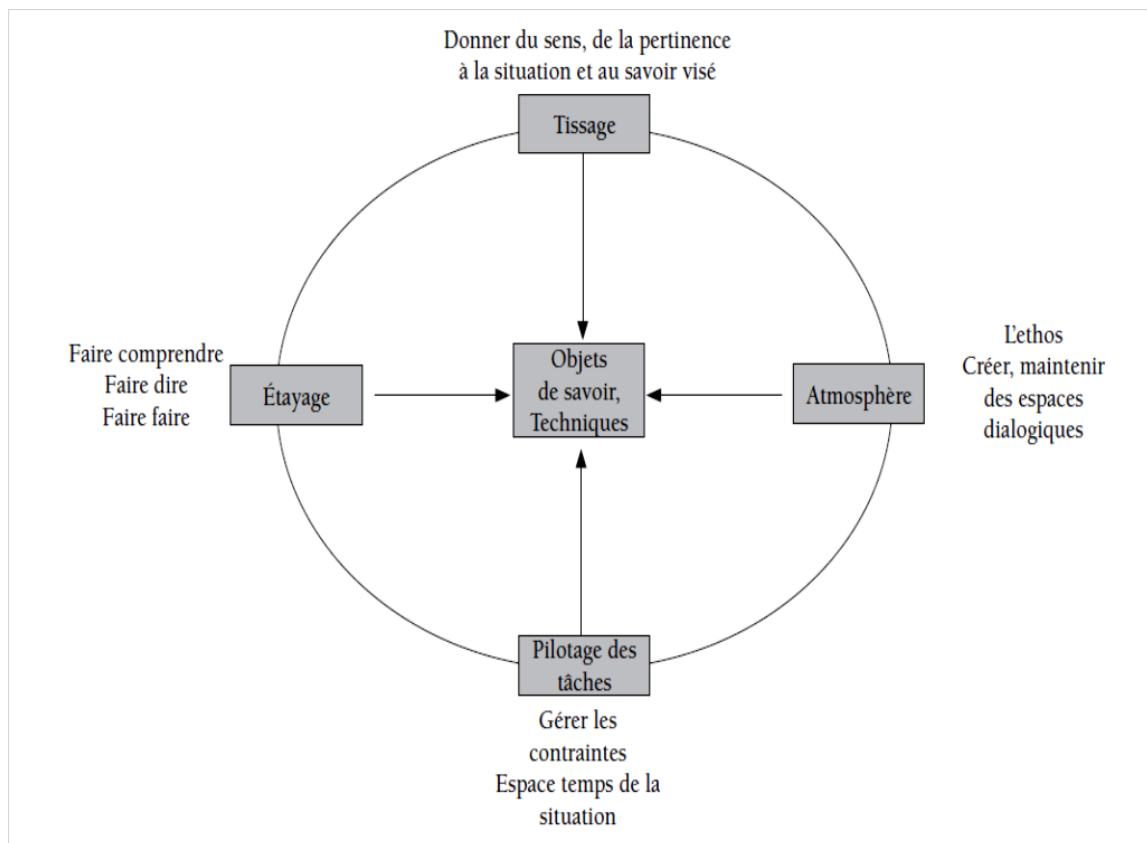 Donner du sens, de la pertinence
à la situation et au savoir visé
Tissage
Faire comprendre
Faire dire
Faire faire
Étayage
Objets
de savoir,
Techniques
Atmosphère
L'ethos
Créer, maintenir
des espaces
dialogiques
Pilotage des
tâches
Gérer les
contraintes
Espace temps de la
situation